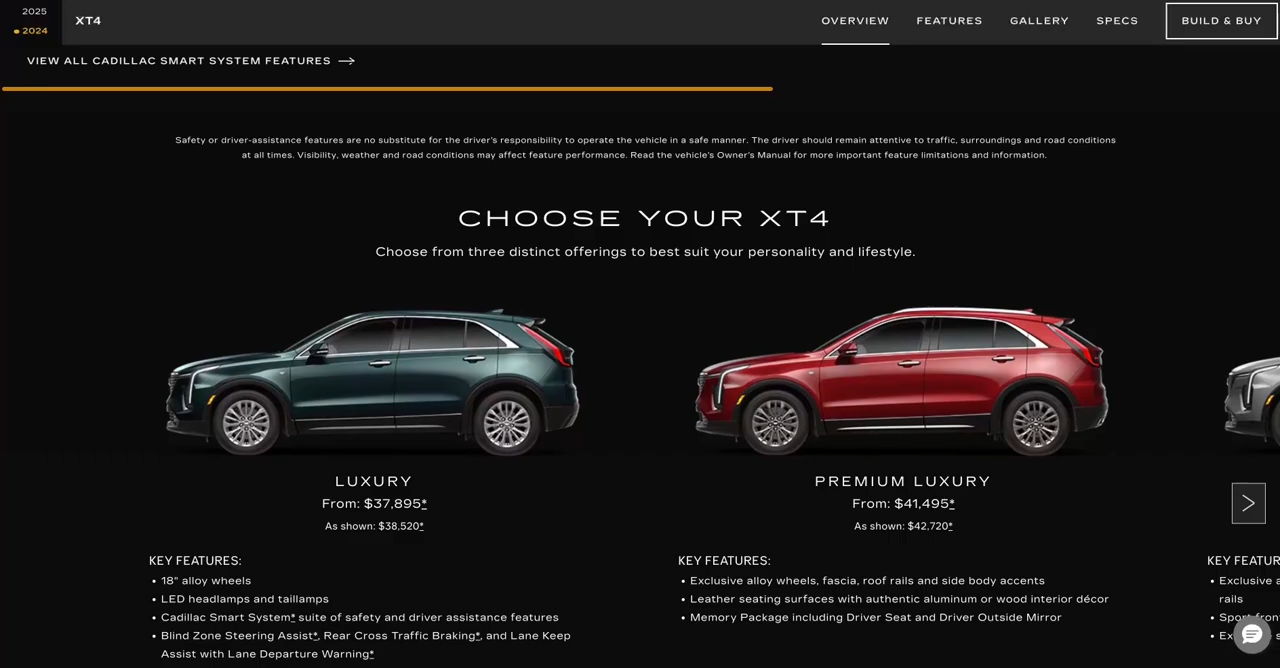 2025
2024
XT4
OVERVIEW
FEATURES
GALLERY
SPECS
BUILD & BUY
VIEW ALL CADILLAC SMART SYSTEM FEATURES
Safety or driver-assistance features are no substitute for the driver's responsibility to operate the vehicle in a safe manner. The driver should remain attentive to traffic, surroundings and road conditions
at all times. Visibility, weather and road conditions may affect feature performance. Read the vehicle's Owner's Manual for more important feature limitations and information.
CHOOSE YOUR XT4
Choose from three distinct offerings to best suit your personality and lifestyle.
LUXURY
From: $37,895*
As shown: $38,520*
KEY FEATURES:
• 18" alloy wheels
• LED headlamps and taillamps
• Cadillac Smart System* suite of safety and driver assistance features
• Blind Zone Steering Assist*, Rear Cross Traffic Braking*, and Lane Keep
Assist with Lane Departure Warning*
PREMIUM LUXURY
From: $41,495*
As shown: $42,720*
KEY FEATURES:
• Exclusive alloy wheels, fascia, roof rails and side body accents
• Leather seating surfaces with authentic aluminum or wood interior décor
• Memory Package including Driver Seat and Driver Outside Mirror
KEY
• Exclusive
rails